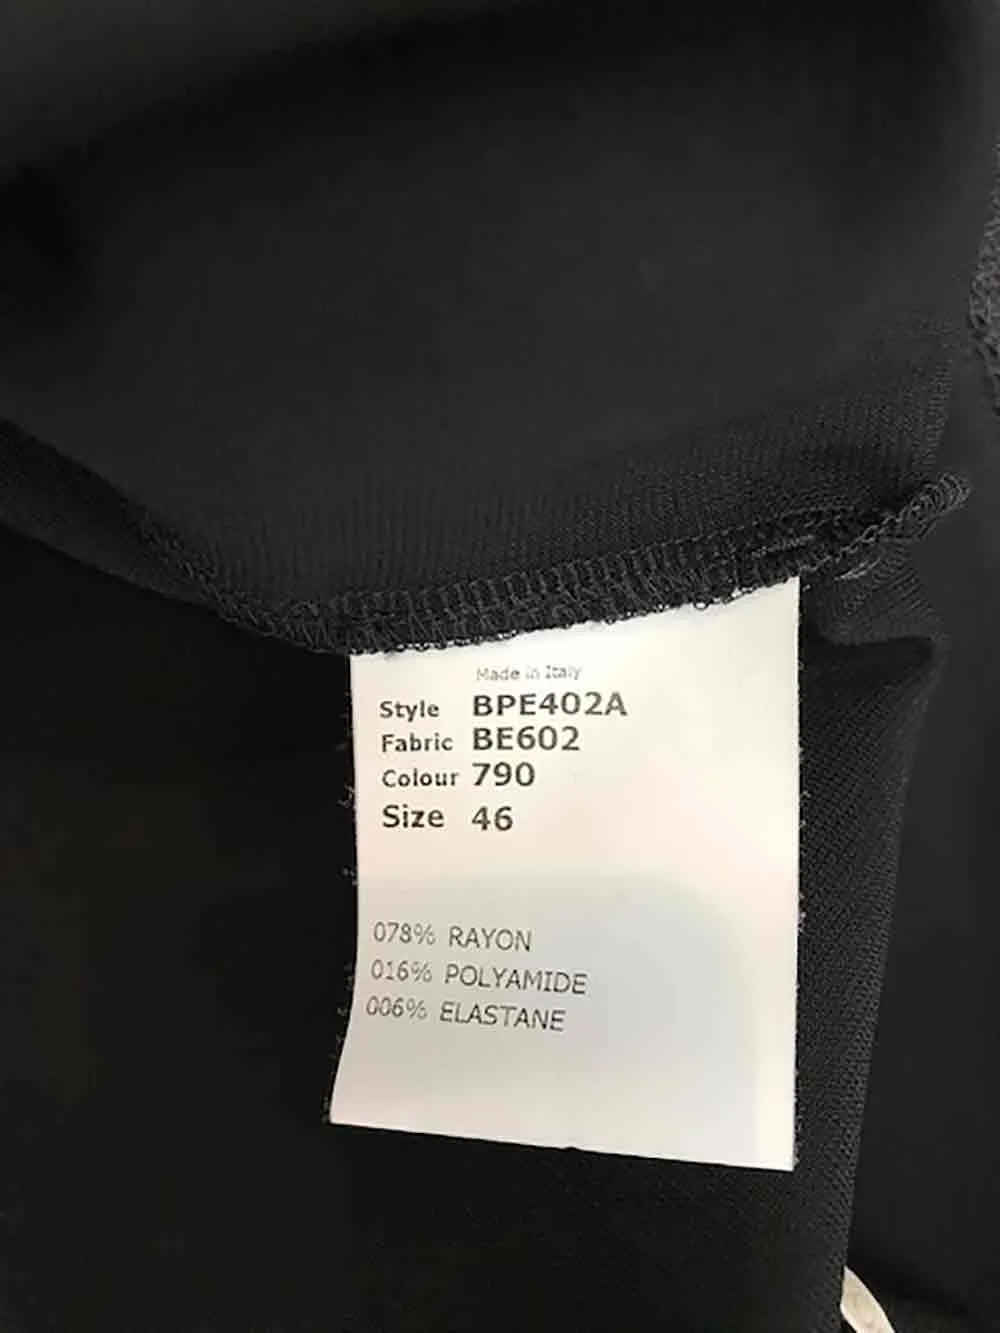 Made in Italy
Style BPE402A
Fabric BE602
Colour 790
Size 46
078% RAYON
016% POLYAMIDE
006% ELASTANE